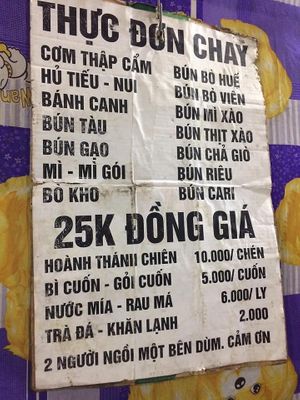 THỰC ĐƠN CHAY
CƠM THẬP CẨM
HỦ TIẾU - NUI
BÁNH CANH
BÚN TÀU
BÚN GẠO
MÌ - MÌ GÓI
BÒ KHO
BÚN BÒ HUẾ
BÚN BÒ VIÊN
BÚN MÌ XÀO
BÚN THỊT XÀO
BÚN CHẢ GIÒ
BÚN RIÊU
BÚN CARI
25K ĐỒNG GIÁ
HOÀNH THÁNH CHIÊN 10.000/ CHÉN
BÌ CUỐN - GỎI CUỐN 5.000/ CUỐN
NƯỚC MÍA - RAU MÁ 6.000/ LY
TRÀ ĐÁ - KHĂN LẠNH 2.000
2 NGƯỜI NGỒI MỘT BÊN DÙM. CẢM ƠN